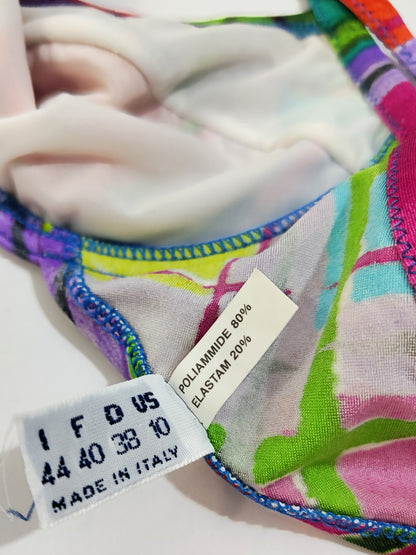 POLIAMMIDE 80%
ELASTAM 20%
I F D US
44 40 38 10
MADE IN ITALY